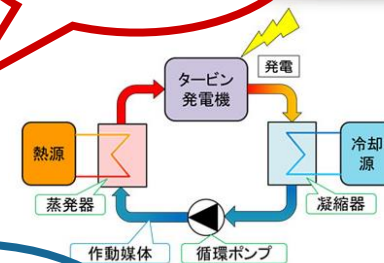 発電
タービン
発電機
熱源
冷却
源
蒸発器
凝縮器
作動媒体
循環ポンプ